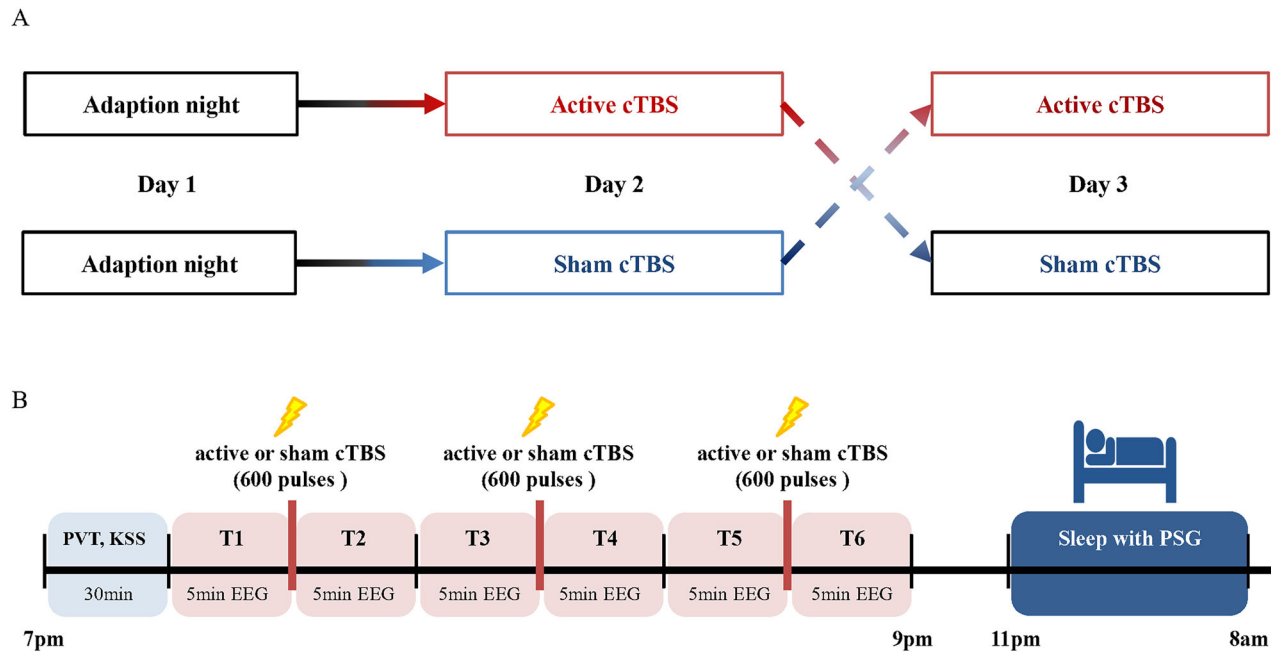 A
Adaption night
Active cTBS
Active cTBS
Day 1
Day 2
Day 3
Adaption night
Sham cTBS
Sham cTBS
B
active or sham cTBS
(600 pulses )
active or sham cTBS
(600 pulses )
active or sham cTBS
(600 pulses )
PVT, KSS
T1
T2
T3
T4
T5
T6
Sleep with PSG
30min
5min EEG
5min EEG
5min EEG
5min EEG
5min EEG
5min EEG
7pm
9pm
11pm
8am